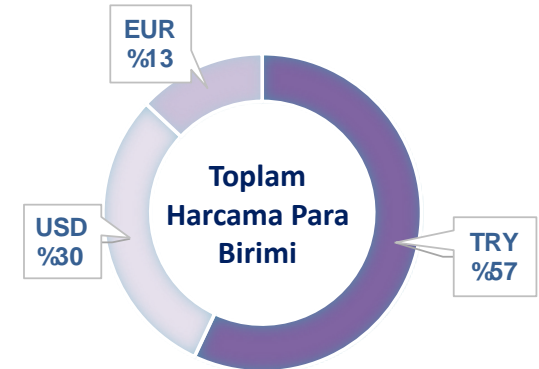 EUR
%13
Toplam
Harcama Para
Birimi
USD
%30
TRY
%57